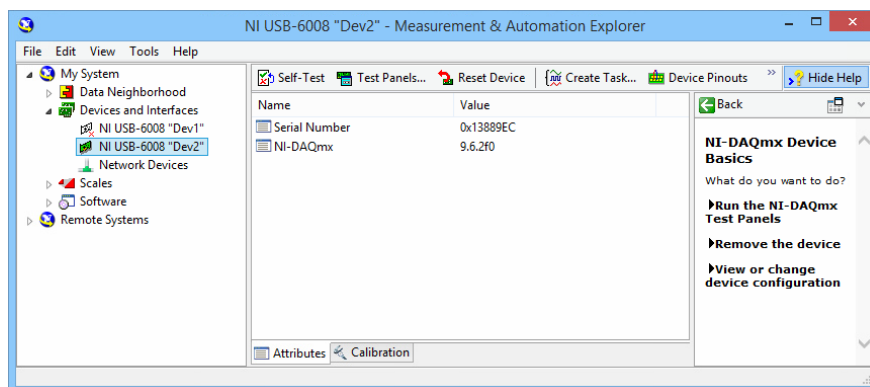 NI USB-6008 "Dev2" - Measurement & Automation Explorer
File Edit View Tools Help
My System
Data Neighborhood
Devices and Interfaces
NI USB-6008 "Dev1"
NI USB-6008 "Dev2"
Network Devices
Scales
Software
Remote Systems
Self-Test Test Panels... Reset Device Create Task... Device Pinouts » Hide Help
Name Value
Serial Number 0x13889EC
NI-DAQmx 9.6.2f0
Attributes Calibration
Back
NI-DAQmx Device
Basics
What do you want to do?
Run the NI-DAQmx
Test Panels
Remove the device
View or change
device configuration